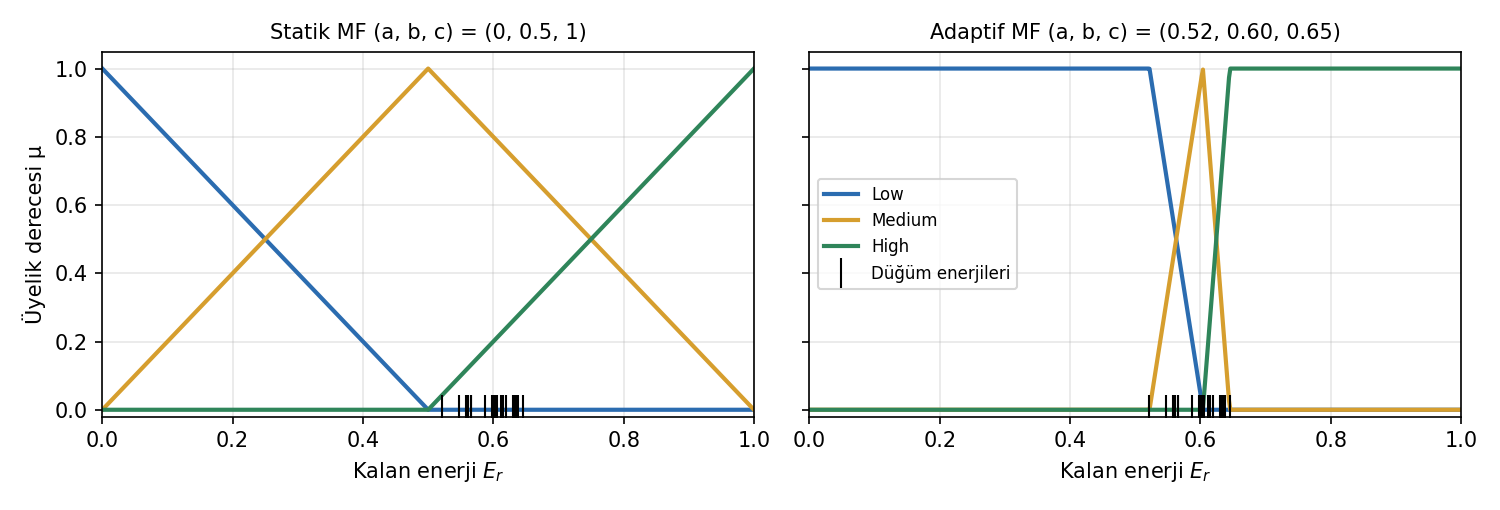 Statik MF (a, b, c) = (0, 0.5, 1)
Üyelik derecesi μ
1.0
0.8
0.6
0.4
0.2
0.0
0.0 0.2 0.4 0.6 0.8 1.0
Kalan enerji E_r
Adaptif MF (a, b, c) = (0.52, 0.60, 0.65)
Low
Medium
High
Düğüm enerjileri
0.0 0.2 0.4 0.6 0.8 1.0
Kalan enerji E_r